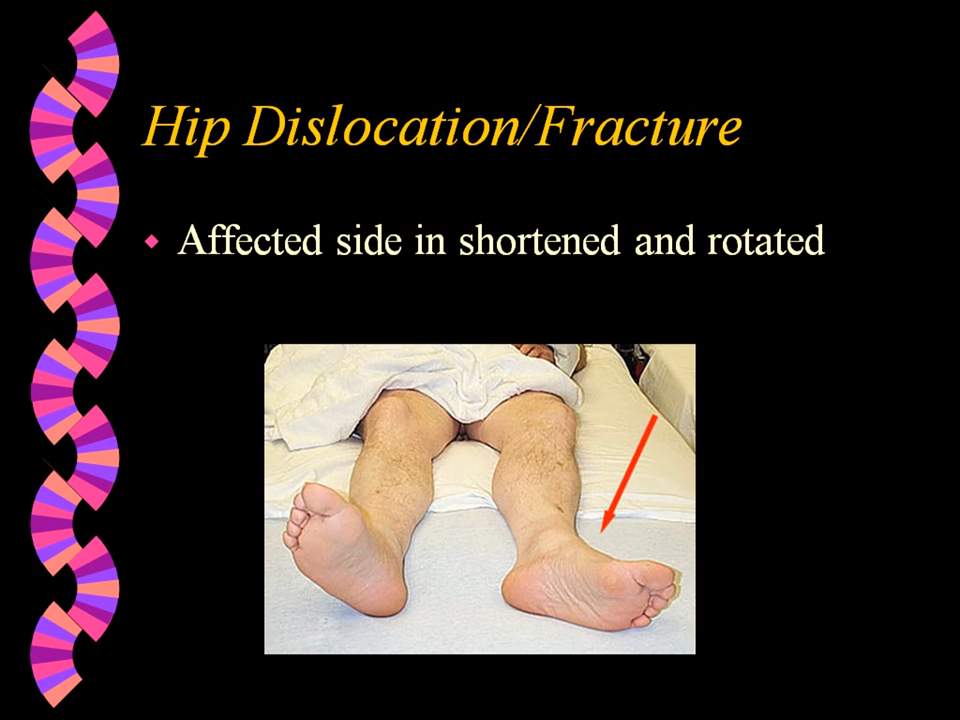 Hip Dislocation/Fracture
Affected side in shortened and rotated